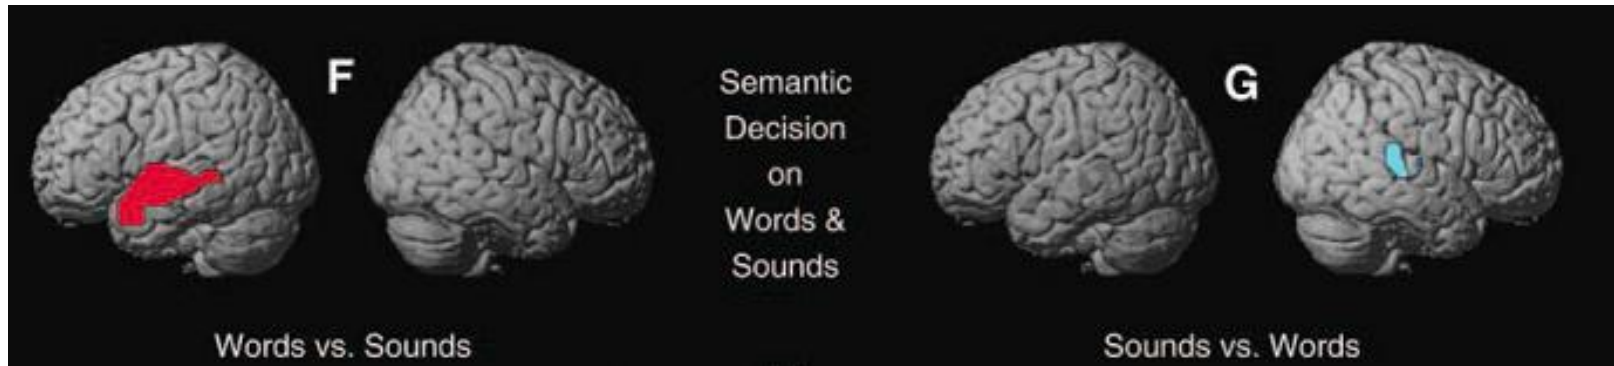 F
Semantic
Decision
on
Words &
Sounds
G
Words vs. Sounds
Sounds vs. Words